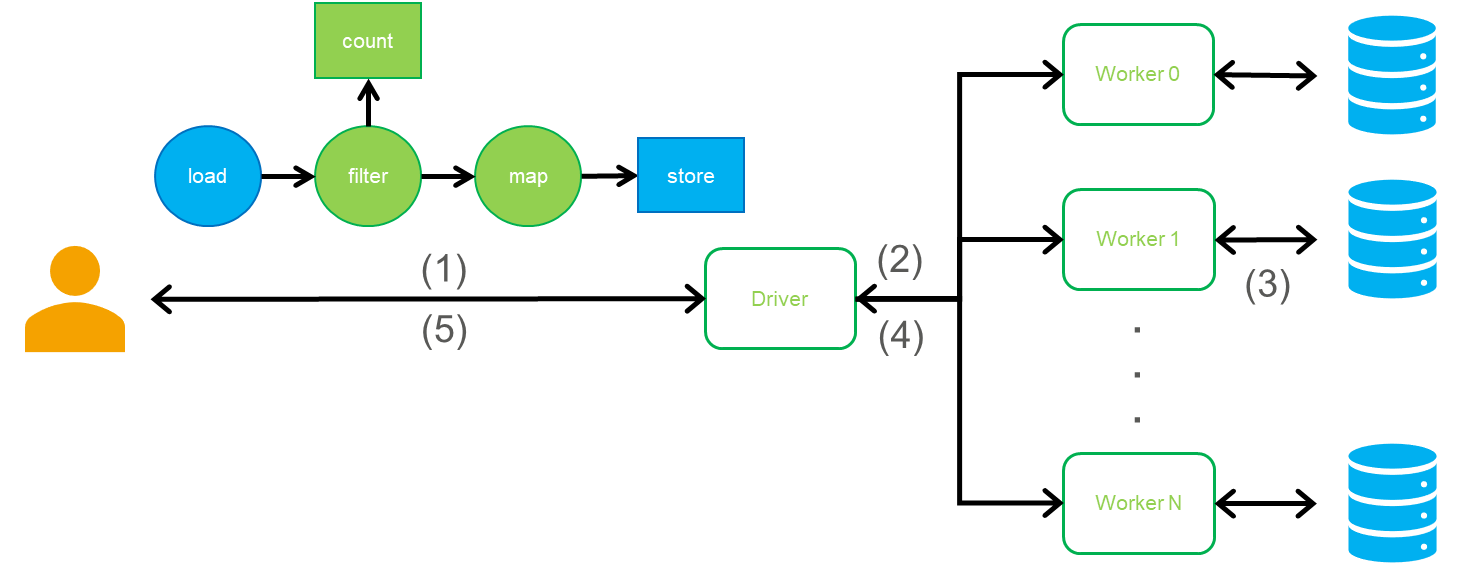 count
load
filter
map
store
(1)
(5)
Driver
(2)
(4)
Worker 0
Worker 1
(3)
.
.
.
Worker N